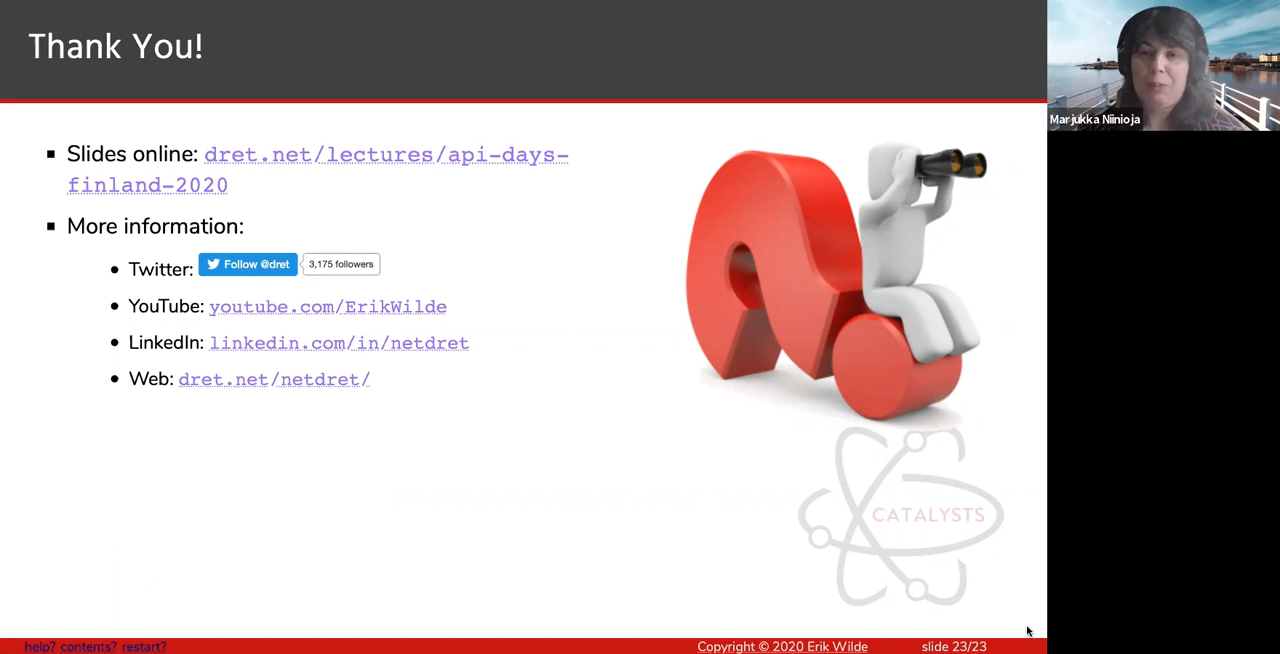 Thank You!
Marjukka Niinioja
Slides online: dret.net/lectures/api-days-
finland-2020
More information:
Twitter: Follow @dret 3,175 followers
YouTube: youtube.com/ErikWilde
LinkedIn: linkedin.com/in/netdret
Web: dret.net/netdret/
CATALYSTS
help? contents? restart? Copyright © 2020 Erik Wilde slide 23/23